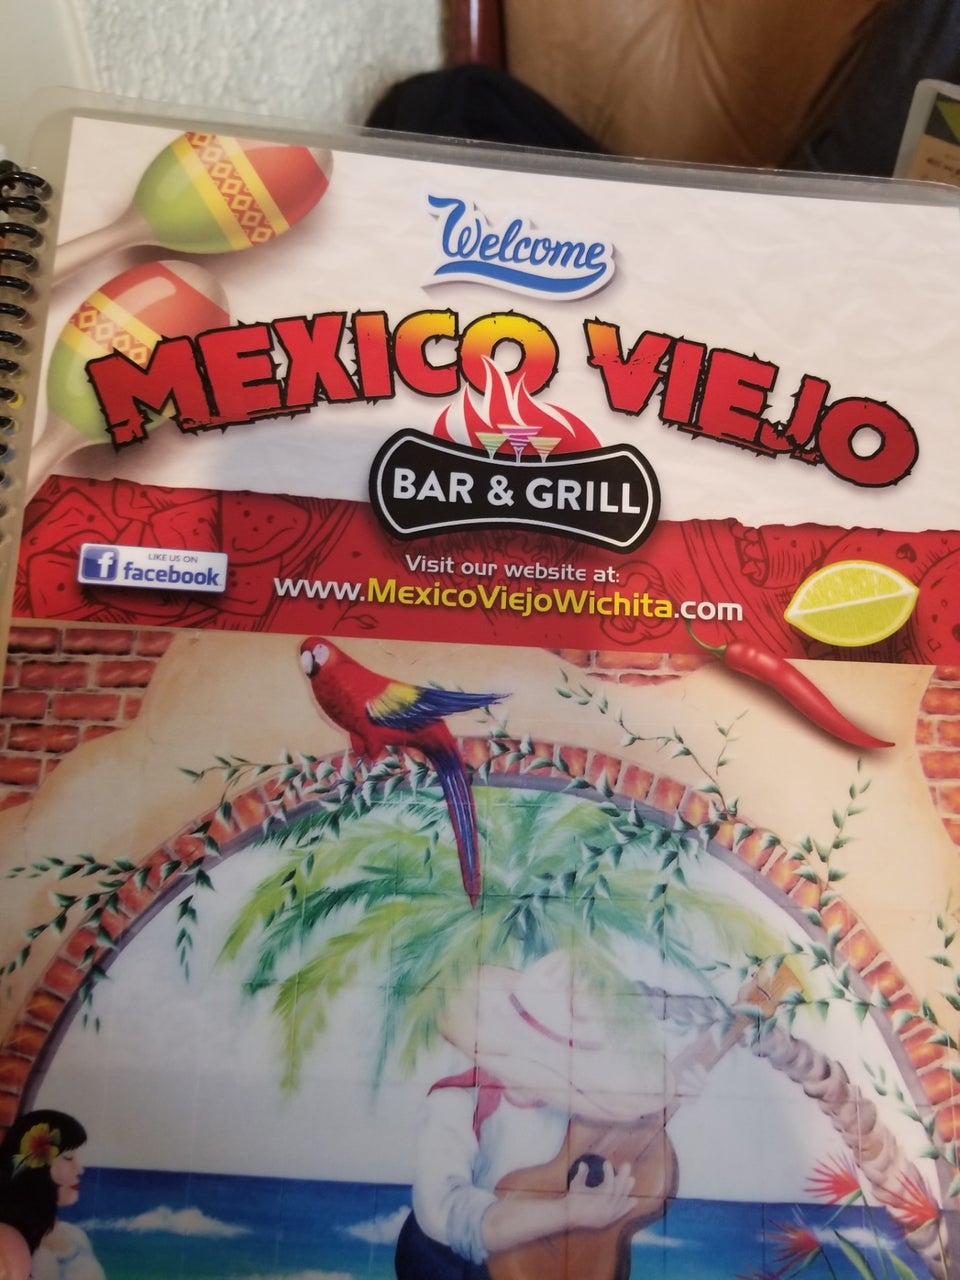 Welcome
MEXICO VIEJO
BAR & GRILL
LIKE US ON
facebook
Visit our website at:
www.MexicoViejoWichita.com